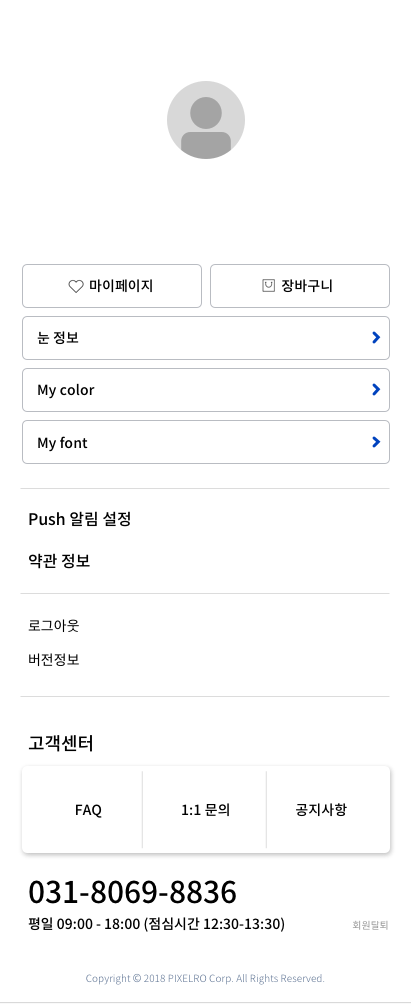 마이페이지
장바구니
눈 정보
My color
My font
Push 알림 설정
약관 정보
로그아웃
버전정보
고객센터
FAQ
1:1 문의
공지사항
031-8069-8836
평일 09:00 - 18:00 (점심시간 12:30-13:30)
회원탈퇴
Copyright © 2018 PIXELRO Corp. All Rights Reserved.